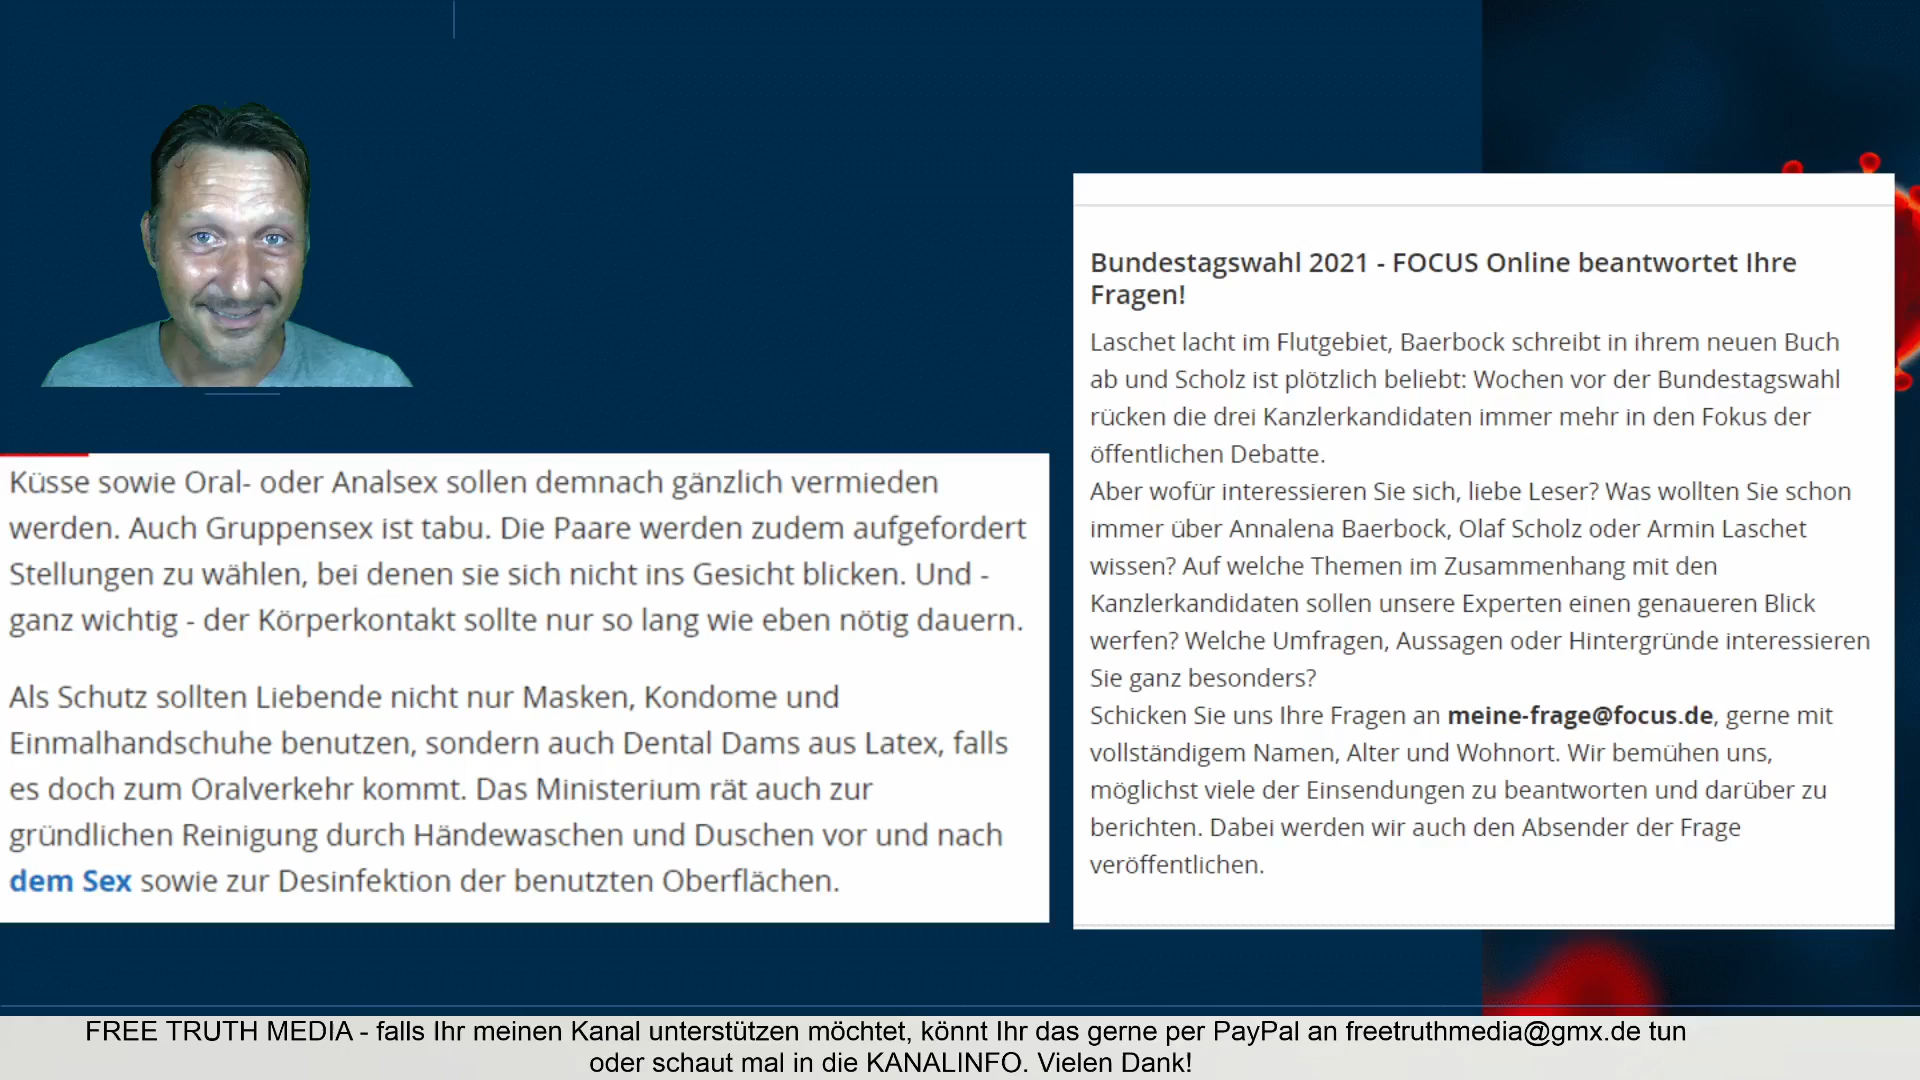 Küsse sowie Oral- oder Analsex sollen demnach gänzlich vermieden
werden. Auch Gruppensex ist tabu. Die Paare werden zudem aufgefordert
Stellungen zu wählen, bei denen sie sich nicht ins Gesicht blicken. Und -
ganz wichtig - der Körperkontakt sollte nur so lang wie eben nötig dauern.
Als Schutz sollten Liebende nicht nur Masken, Kondome und
Einmalhandschuhe benutzen, sondern auch Dental Dams aus Latex, falls
es doch zum Oralverkehr kommt. Das Ministerium rät auch zur
gründlichen Reinigung durch Händewaschen und Duschen vor und nach
dem Sex sowie zur Desinfektion der benutzten Oberflächen.
Bundestagswahl 2021 - FOCUS Online beantwortet Ihre
Fragen!
Laschet lacht im Flutgebiet, Baerbock schreibt in ihrem neuen Buch
ab und Scholz ist plötzlich beliebt: Wochen vor der Bundestagswahl
rücken die drei Kanzlerkandidaten immer mehr in den Fokus der
öffentlichen Debatte.
Aber wofür interessieren Sie sich, liebe Leser? Was wollten Sie schon
immer über Annalena Baerbock, Olaf Scholz oder Armin Laschet
wissen? Auf welche Themen im Zusammenhang mit den
Kanzlerkandidaten sollen unsere Experten einen genaueren Blick
werfen? Welche Umfragen, Aussagen oder Hintergründe interessieren
Sie ganz besonders?
Schicken Sie uns Ihre Fragen an meine-frage@focus.de, gerne mit
vollständigem Namen, Alter und Wohnort. Wir bemühen uns,
möglichst viele der Einsendungen zu beantworten und darüber zu
berichten. Dabei werden wir auch den Absender der Frage
veröffentlichen.
FREE TRUTH MEDIA - falls Ihr meinen Kanal unterstützen möchtet, könnt Ihr das gerne per PayPal an freetruthmedia@gmx.de tun
oder schaut mal in die KANALINFO. Vielen Dank!